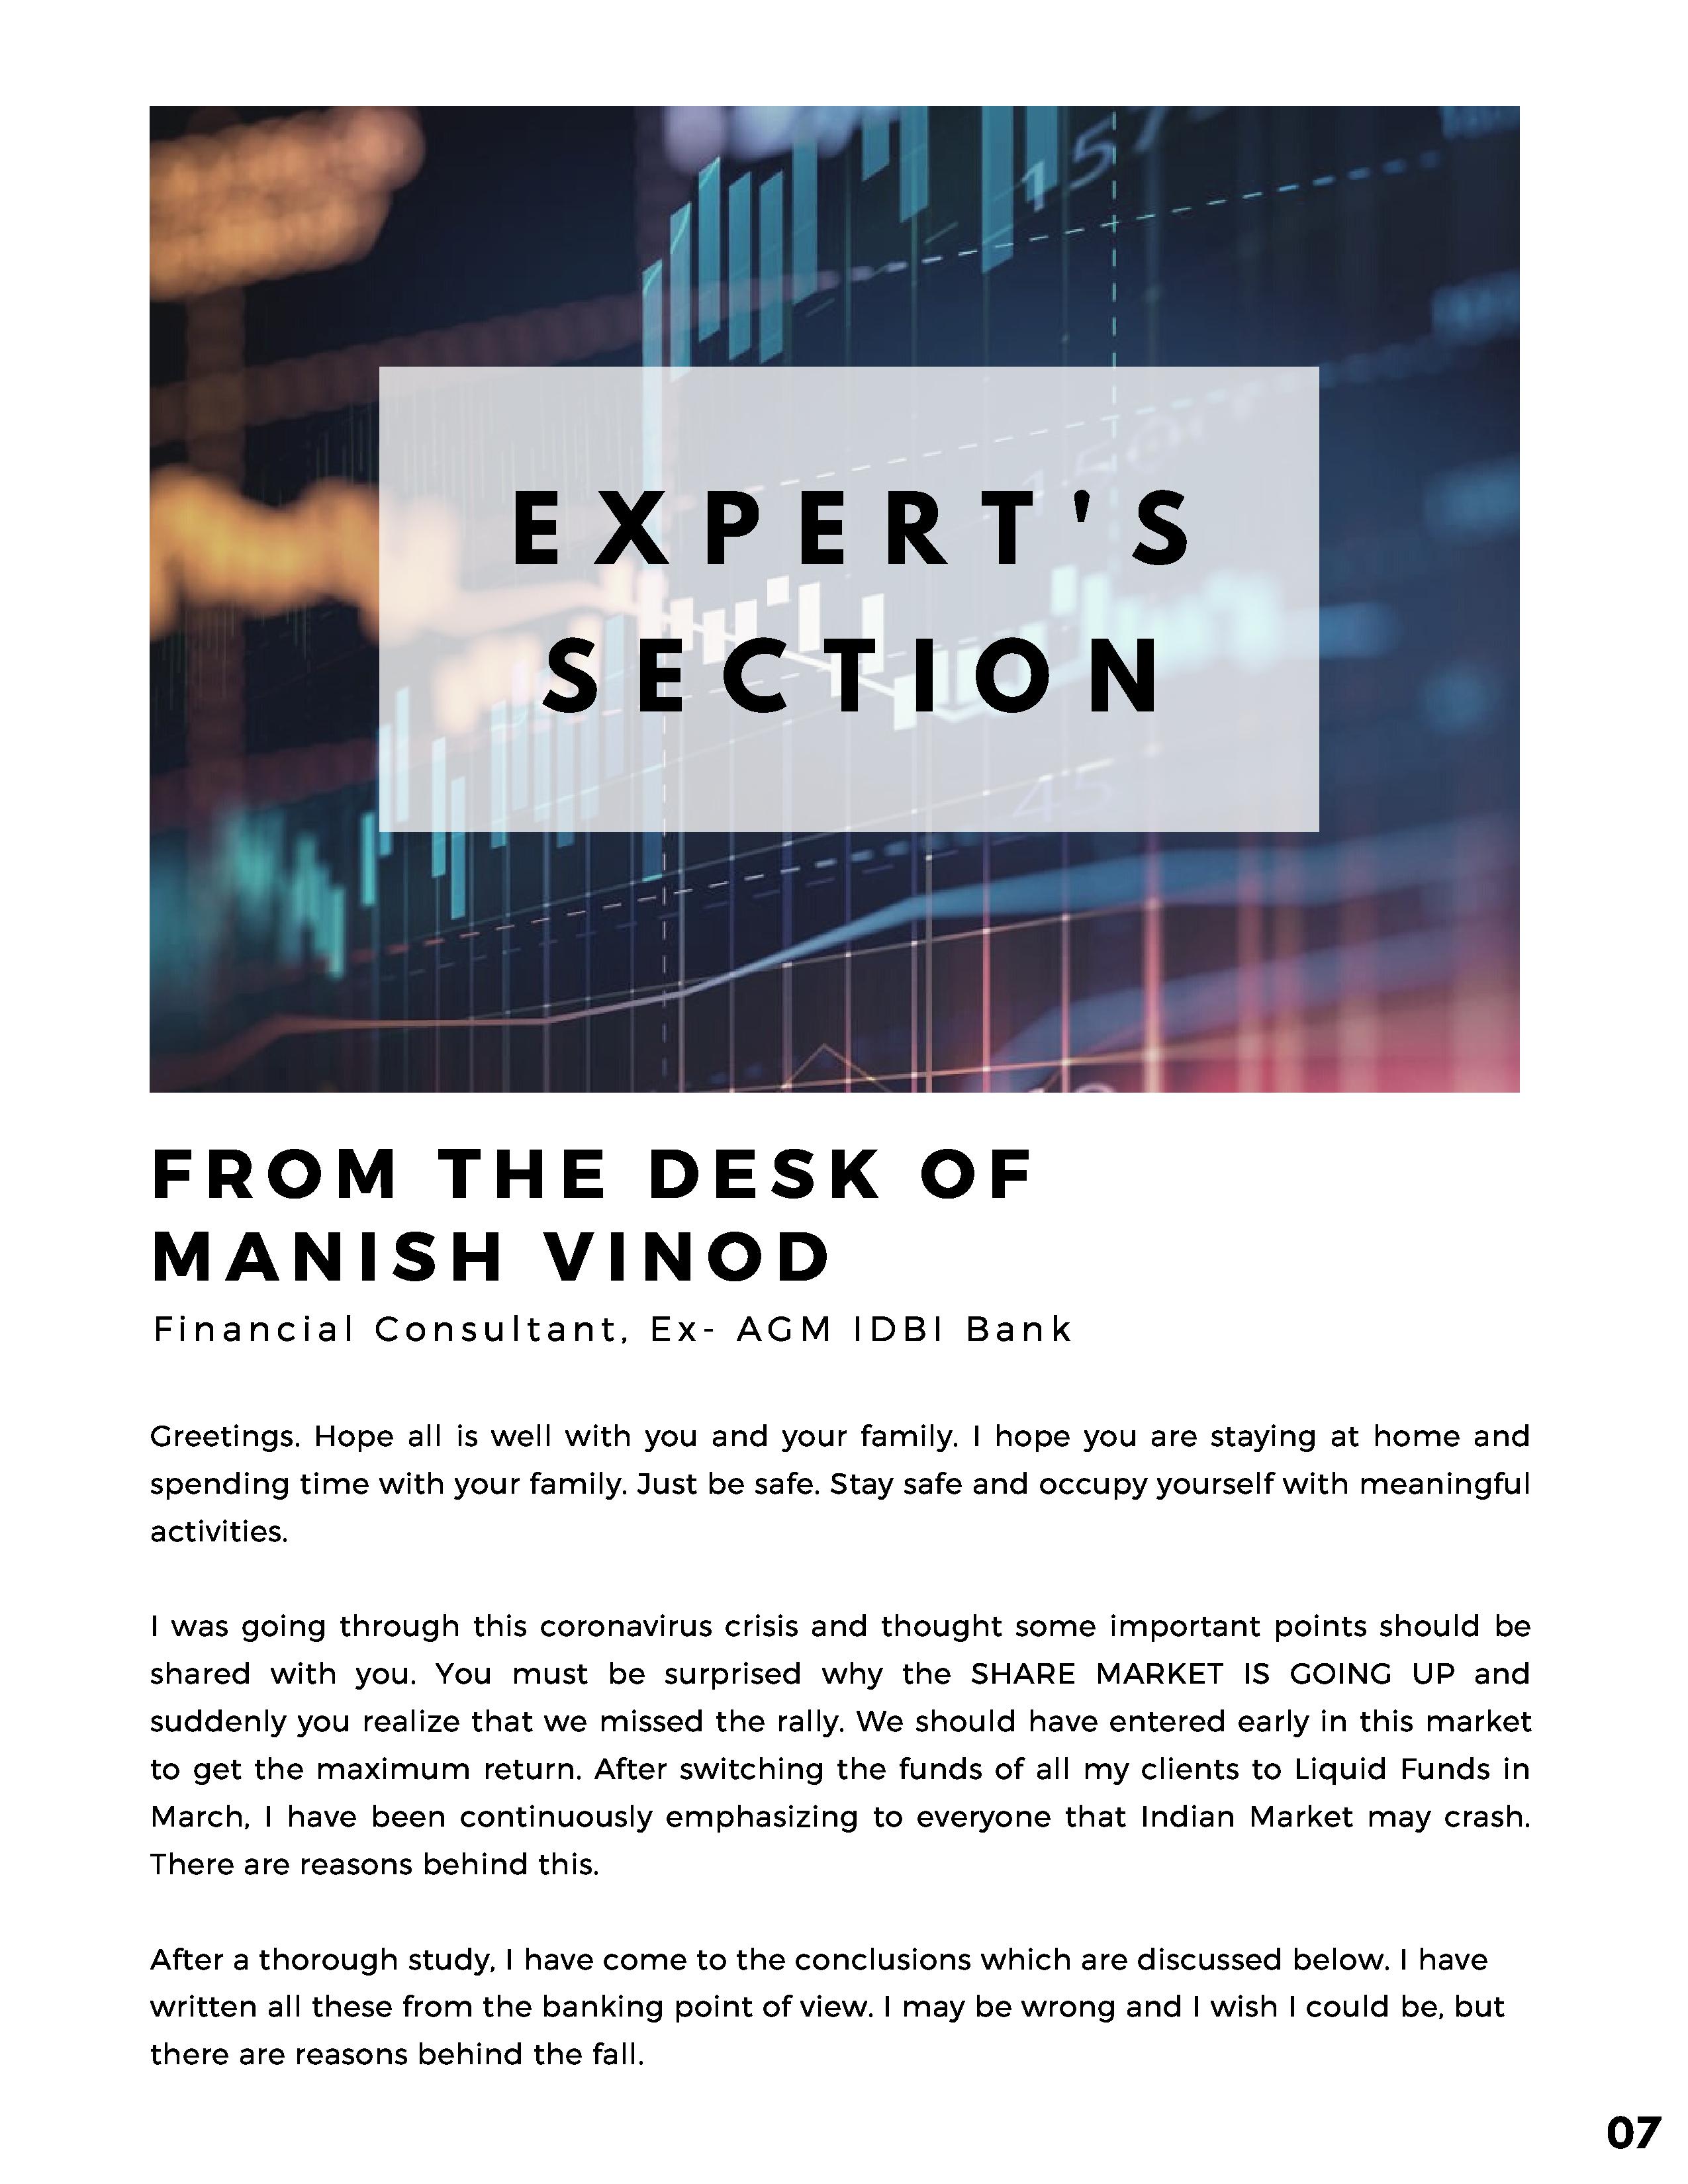 EXPERT'S
SECTION
FROM THE DESK OF
MANISH VINOD
Financial Consultant, Ex- AGM IDBI Bank
Greetings. Hope all is well with you and your family. I hope you are staying at home and
spending time with your family. Just be safe. Stay safe and occupy yourself with meaningful
activities.
I was going through this coronavirus crisis and thought some important points should be
shared with you. You must be surprised why the SHARE MARKET IS GOING UP and
suddenly you realize that we missed the rally. We should have entered early in this market
to get the maximum return. After switching the funds of all my clients to Liquid Funds in
March, I have been continuously emphasizing to everyone that Indian Market may crash.
There are reasons behind this.
After a thorough study, I have come to the conclusions which are discussed below. I have
written all these from the banking point of view. I may be wrong and I wish I could be, but
there are reasons behind the fall.
07